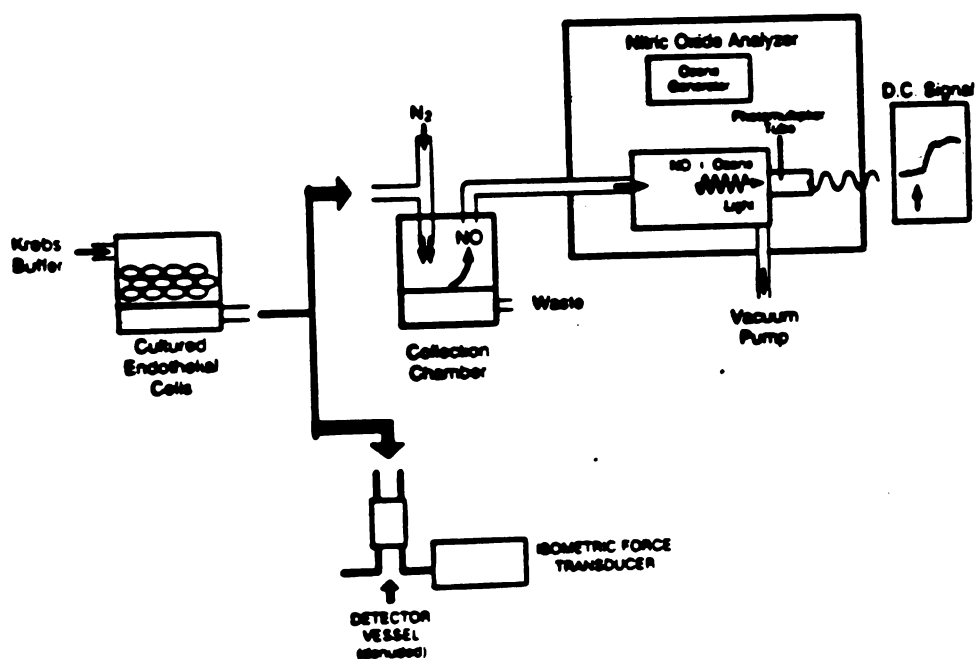 Nitric Oxide Analyzer
Ozone
Generator
D.C. Signal
Photomultiplier
Tube
N₂
NO + Ozone
Light
NO
Krebs
Buffer
Waste
Vacuum
Pump
Cultured
Endothelial
Cells
Collection
Chamber
ISOMETRIC FORCE
TRANSDUCER
DETECTOR
VESSEL
(denuded)